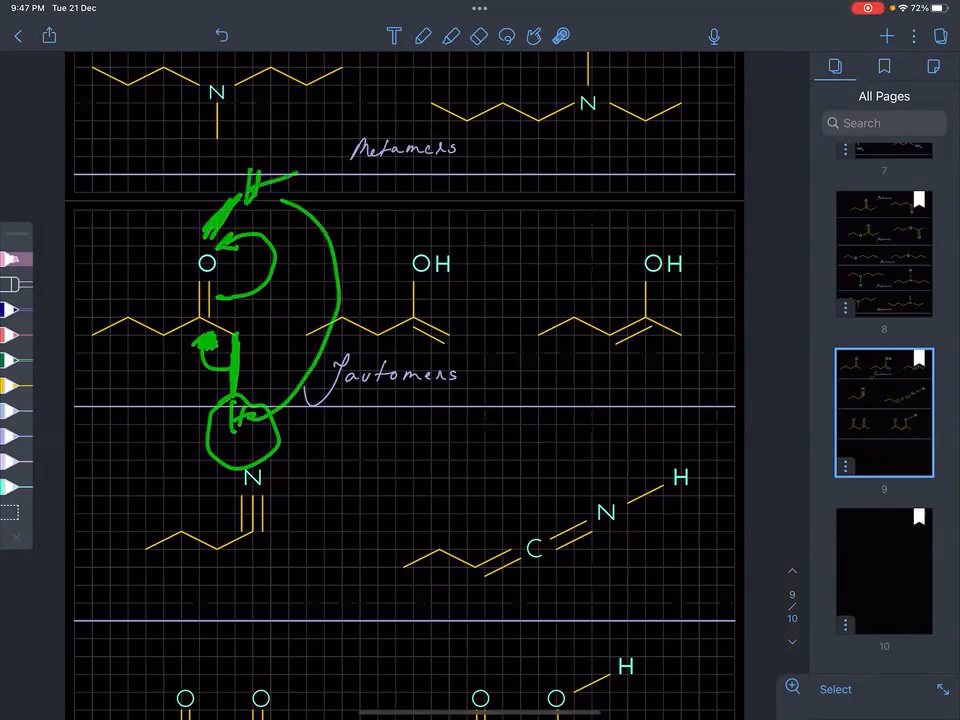 9:47 PM Tue 21 Dec
72%
T
All Pages
Search
N
N
Metamers
7
H
O
OH
OH
8
Tautomers
H
N
H
N
C
9
9
/
10
10
H
Select
O
O
O
O